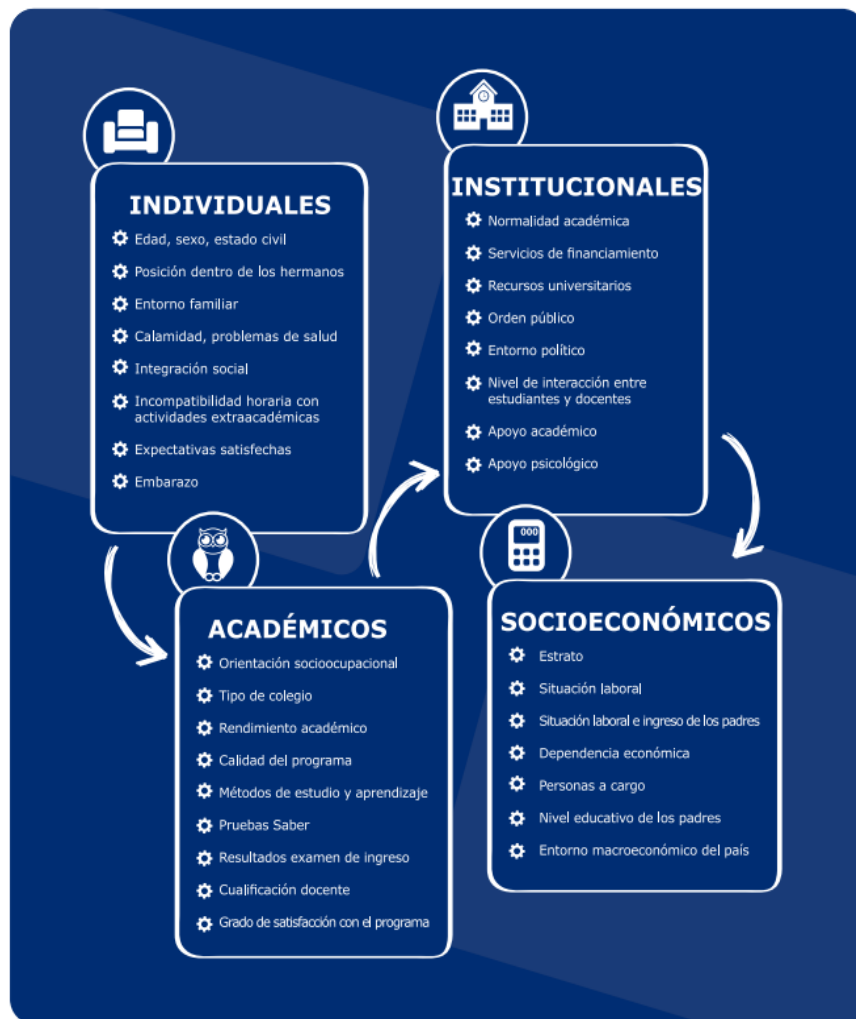 INDIVIDUALES
Edad, sexo, estado civil
Posición dentro de los hermanos
Entorno familiar
Calamidad, problemas de salud
Integración social
Incompatibilidad horaria con
actividades extraacadémicas
Expectativas satisfechas
Embarazo
ACADÉMICOS
Orientación socioocupacional
Tipo de colegio
Rendimiento académico
Calidad del programa
Métodos de estudio y aprendizaje
Pruebas Saber
Resultados examen de ingreso
Cualificación docente
Grado de satisfacción con el programa
INSTITUCIONALES
Normalidad académica
Servicios de financiamiento
Recursos universitarios
Orden público
Entorno político
Nivel de interacción entre
estudiantes y docentes
Apoyo académico
Apoyo psicológico
000
SOCIOECONÓMICOS
Estrato
Situación laboral
Situación laboral e ingreso de los padres
Dependencia económica
Personas a cargo
Nivel educativo de los padres
Entorno macroeconómico del país